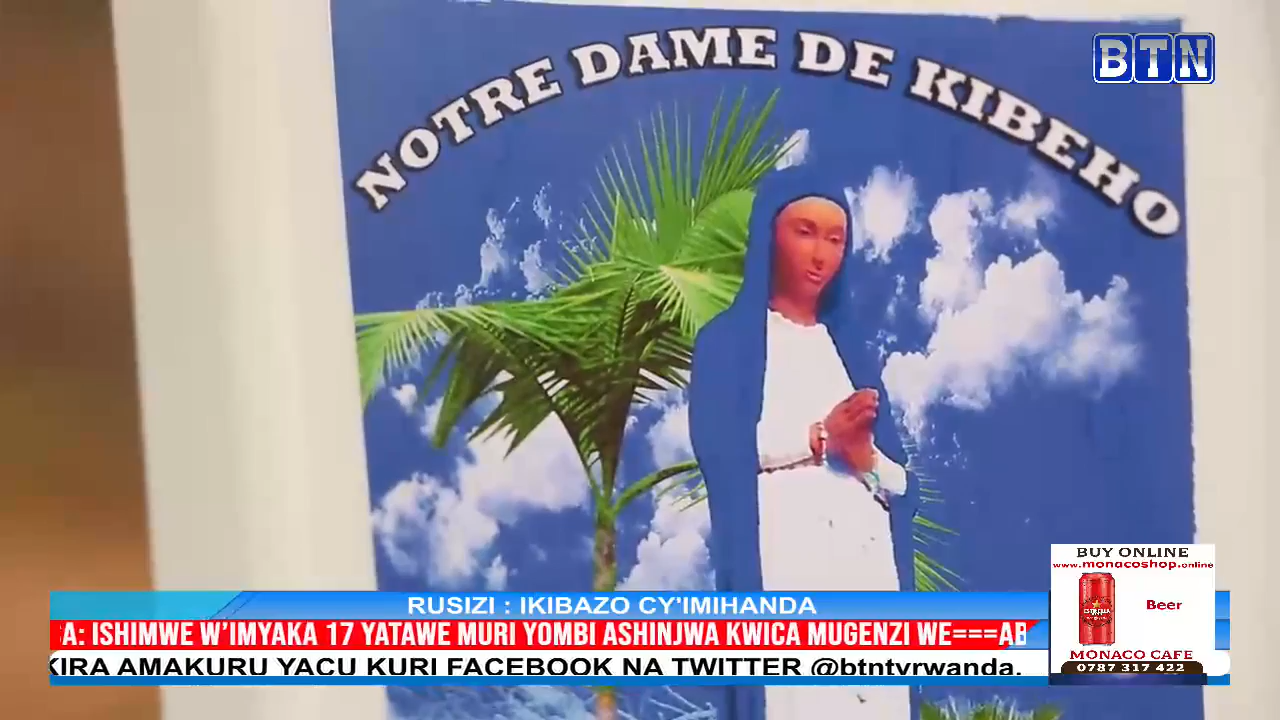 NOTRE DAME DE KIBEHO
BTN
BUY ONLINE
www.monacoshop.online
Beer
MONACO CAFE
0787 317 422
RUSIZI : IKIBAZO CY'IMIHANDA
A: ISHIMWE W'IMYAKA 17 YATAWE MURI YOMBI ASHINJWA KWICA MUGENZI WE===AB
KIRA AMAKURU YACU KURI FACEBOOK NA TWITTER @btntvrwanda.